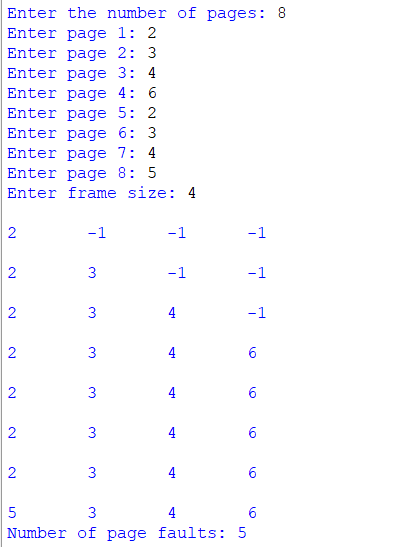 Enter the number of pages: 8
Enter page 1: 2
Enter page 2: 3
Enter page 3: 4
Enter page 4: 6
Enter page 5: 2
Enter page 6: 3
Enter page 7: 4
Enter page 8: 5
Enter frame size: 4
2 -1 -1 -1
2 3 -1 -1
2 3 4 -1
2 3 4 6
2 3 4 6
2 3 4 6
2 3 4 6
5 3 4 6
Number of page faults: 5